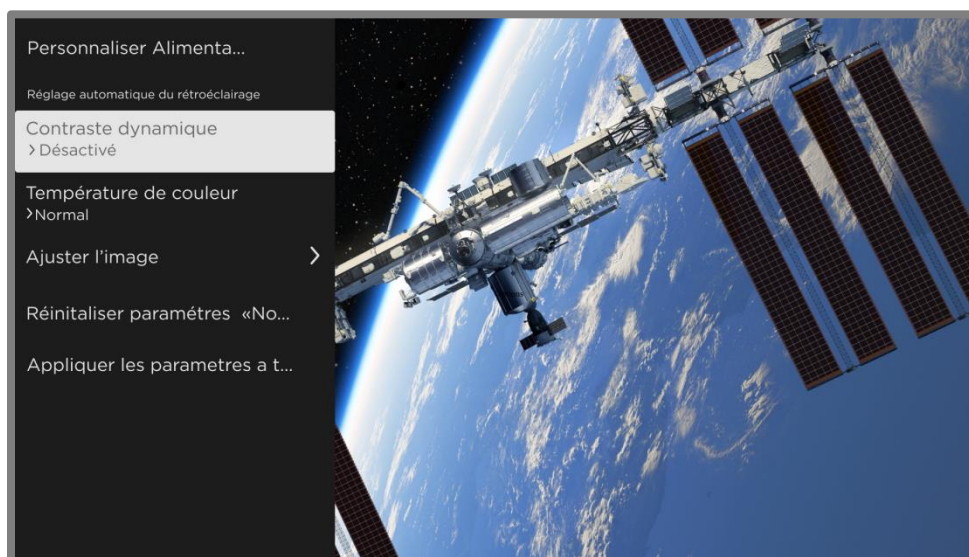 Personnaliser Alimenta...
Réglage automatique du rétroéclairage
Contraste dynamique
Désactivé
Température de couleur
Normal
Ajuster l'image
Réinitaliser paramétres «No...
Appliquer les parametres a t...